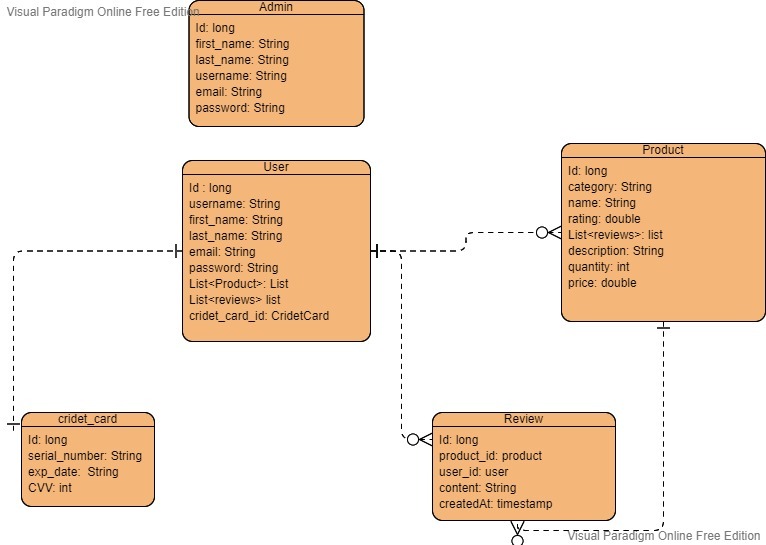 Visual Paradigm Online Free Edition
Admin
Id: long
first_name: String
last_name: String
username: String
email: String
password: String
User
Id : long
username: String
first_name: String
last_name: String
email: String
password: String
List<Product>: List
List<reviews> list
cridet_card_id: CridetCard
Product
Id: long
category: String
name: String
rating: double
List<reviews>: list
description: String
quantity: int
price: double
cridet_card
Id: long
serial_number: String
exp_date:  String
CVV: int
Review
Id: long
product_id: product
user_id: user
content: String
createdAt: timestamp
Visual Paradigm Online Free Edition